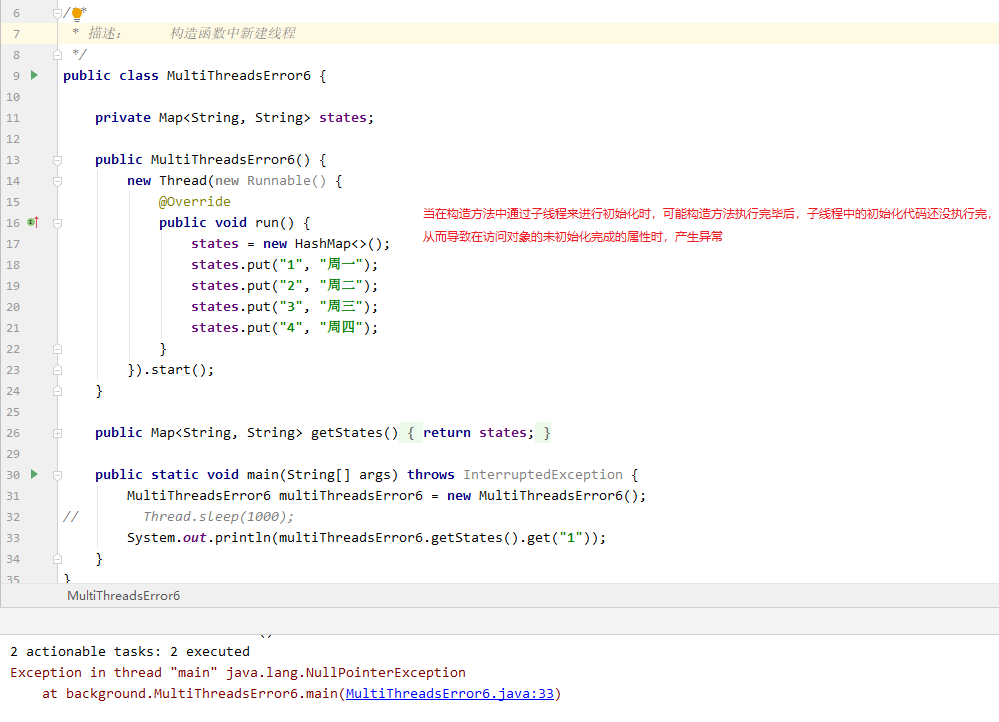 6 /**
7 * 描述：      构造函数中新建线程
8 */
9 public class MultiThreadsError6 {
10
11 private Map<String, String> states;
12
13 public MultiThreadsError6() {
14 new Thread(new Runnable() {
15 @Override
16 public void run() {
当在构造方法中通过子线程来进行初始化时，可能构造方法执行完毕后，子线程中的初始化代码还没执行完，
从而导致在访问对象的未初始化完成的属性时，产生异常
17 states = new HashMap<>();
18 states.put("1", "周一");
19 states.put("2", "周二");
20 states.put("3", "周三");
21 states.put("4", "周四");
22 }
23 }).start();
24 }
25
26 public Map<String, String> getStates() { return states; }
29
30 public static void main(String[] args) throws InterruptedException {
31 MultiThreadsError6 multiThreadsError6 = new MultiThreadsError6();
32 // Thread.sleep(1000);
33 System.out.println(multiThreadsError6.getStates().get("1"));
34 }
35 }
MultiThreadsError6
2 actionable tasks: 2 executed
Exception in thread "main" java.lang.NullPointerException
at background.MultiThreadsError6.main(MultiThreadsError6.java:33)